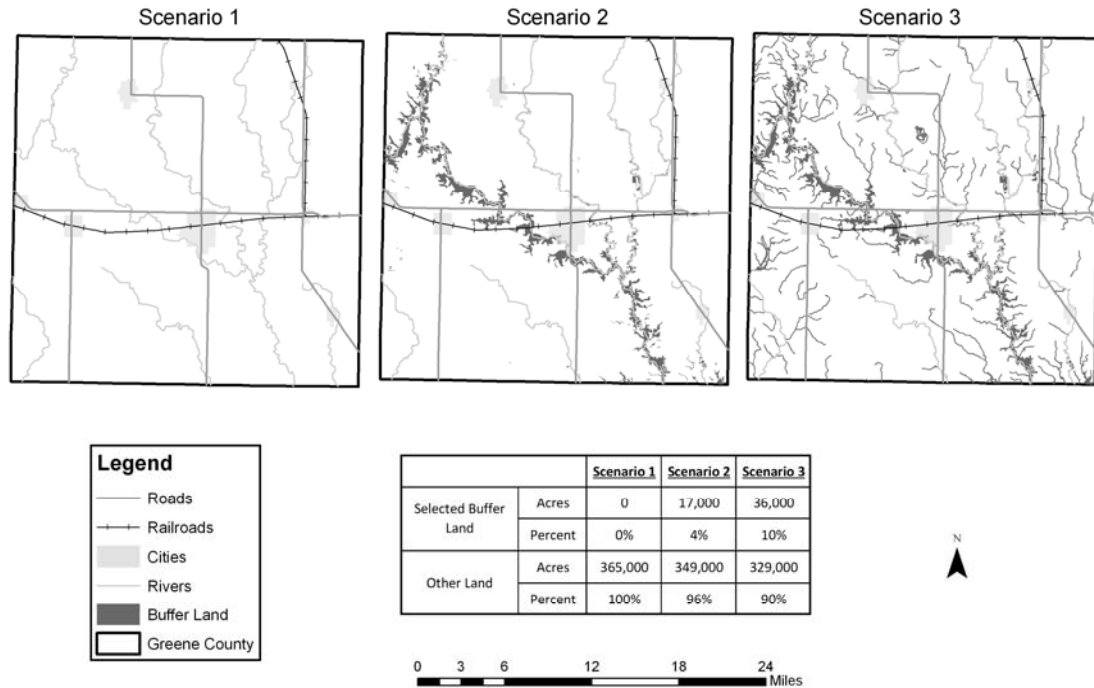 Scenario 1
Scenario 2
Scenario 3
Legend
Roads
Railroads
Cities
Rivers
Buffer Land
Greene County
Scenario 1 Scenario 2 Scenario 3
Selected Buffer Land
Acres 0 17,000 36,000
Percent 0% 4% 10%
Other Land
Acres 365,000 349,000 329,000
Percent 100% 96% 90%
N
0 3 6 12 18 24
Miles